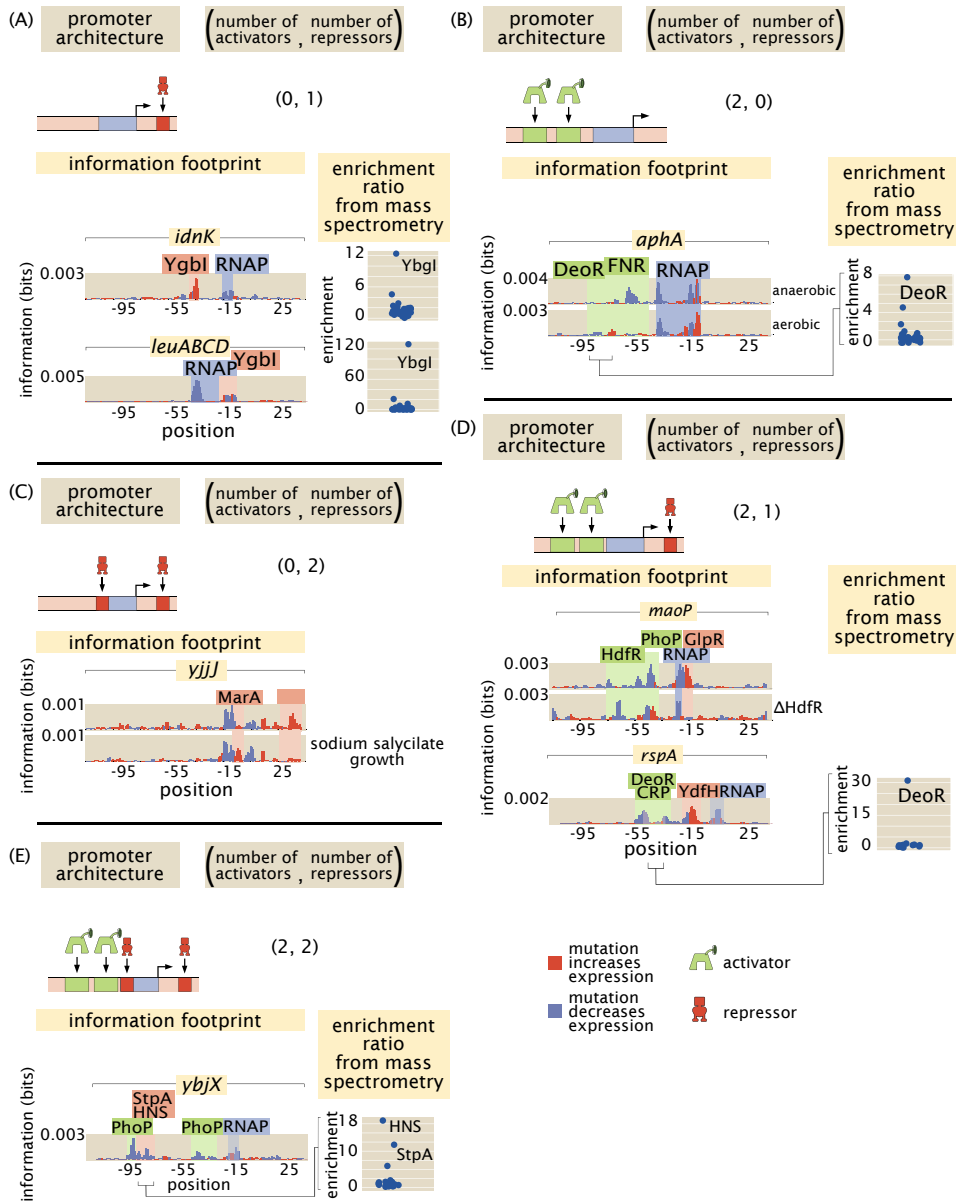 (A)
promoter
architecture
(number of activators, number of repressors)
(0, 1)
information footprint
enrichment
ratio
from mass
spectrometry
information (bits)
idnK
YgbI
RNAP
0.003
-95
-55
-15
25
12
6
0
enrichment
YgbI
leuABCD
RNAP
YgbI
0.005
-95
-55
-15
25
position
120
60
0
YgbI
(B)
promoter
architecture
(number of activators, number of repressors)
(2, 0)
information footprint
enrichment
ratio
from mass
spectrometry
information (bits)
aphA
DeoR
FNR
RNAP
0.004
anaerobic
0.003
aerobic
-95
-55
-15
25
position
8
4
0
enrichment
DeoR
(C)
promoter
architecture
(number of activators, number of repressors)
(0, 2)
information footprint
information (bits)
yjjJ
MarA
0.001
0.001
sodium salycilate
growth
-95
-55
-15
25
position
(D)
promoter
architecture
(number of activators, number of repressors)
(2, 1)
information footprint
enrichment
ratio
from mass
spectrometry
information (bits)
maoP
PhoP
GlpR
HdfR
RNAP
0.003
0.003
ΔHdfR
-95
-55
-15
25
rspA
DeoR
CRP
YdfH
RNAP
0.002
-95
-55
-15
25
position
30
15
0
enrichment
DeoR
(E)
promoter
architecture
(number of activators, number of repressors)
(2, 2)
information footprint
enrichment
ratio
from mass
spectrometry
information (bits)
ybjX
StpA
HNS
PhoP
PhoP
RNAP
0.003
-95
-55
-15
25
position
18
10
0
enrichment
HNS
StpA
mutation
increases
expression
mutation
decreases
expression
activator
repressor